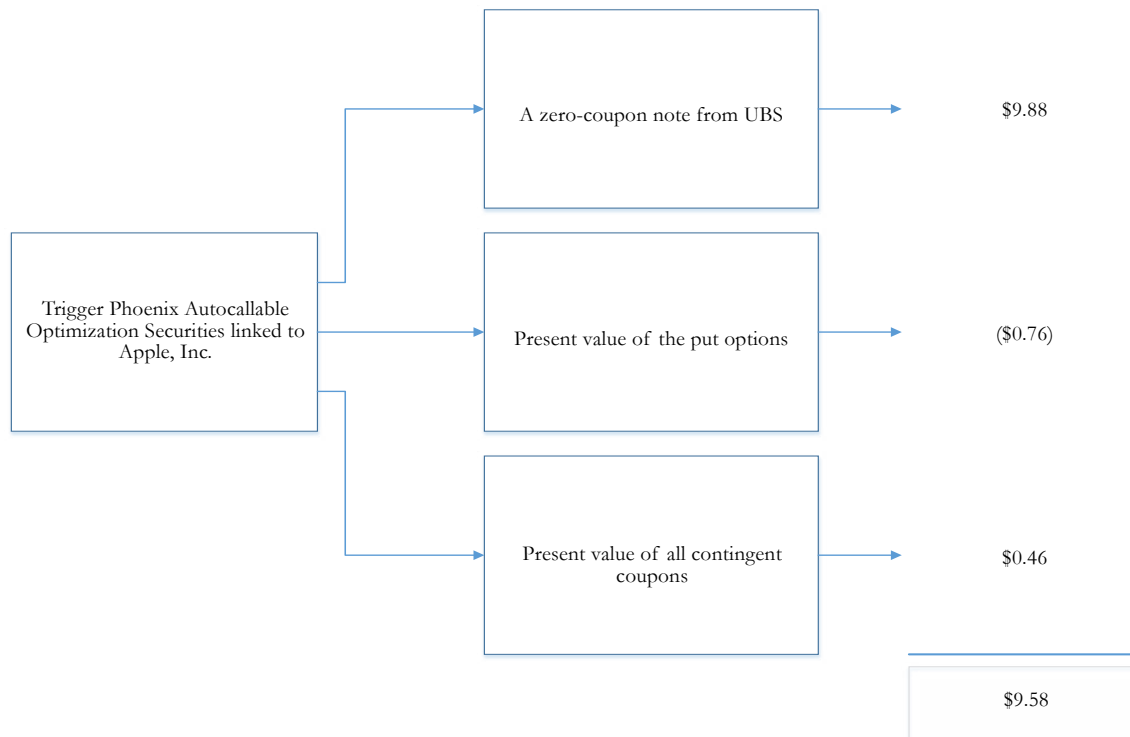 A zero-coupon note from UBS
$9.88
Trigger Phoenix Autocallable
Optimization Securities linked to
Apple, Inc.
Present value of the put options
($0.76)
Present value of all contingent
coupons
$0.46
$9.58